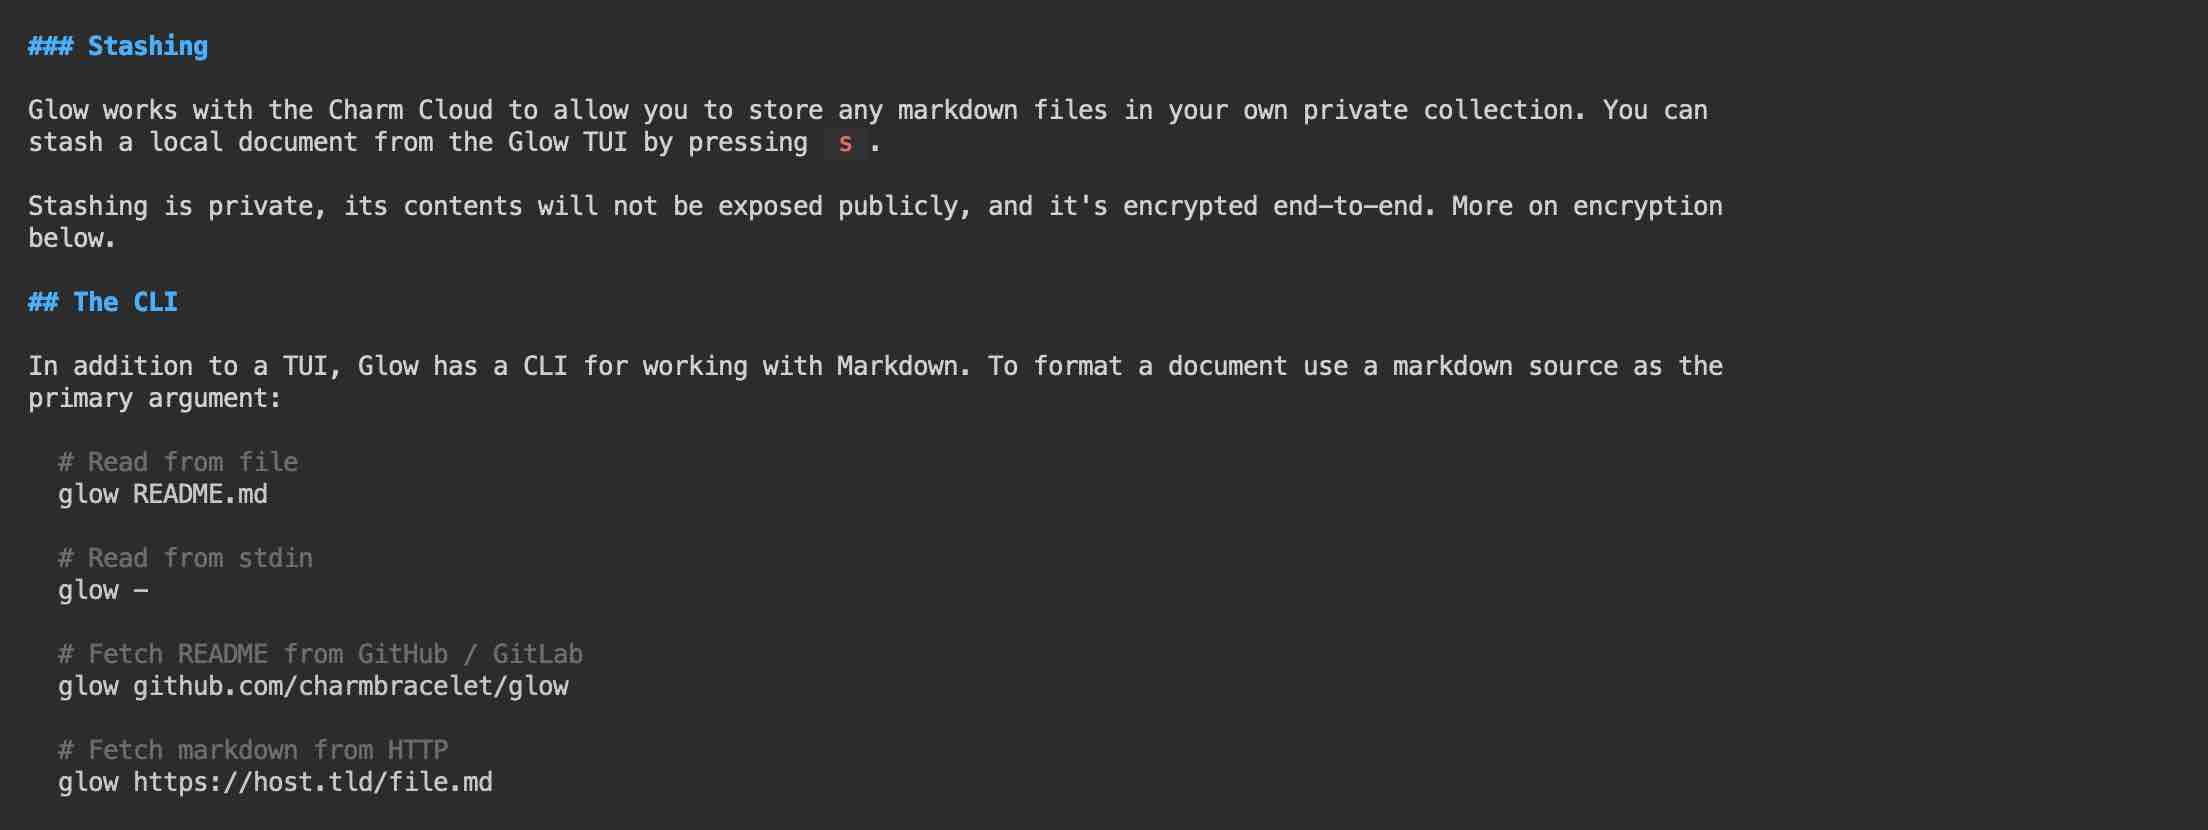 ### Stashing
Glow works with the Charm Cloud to allow you to store any markdown files in your own private collection. You can
stash a local document from the Glow TUI by pressing s .
Stashing is private, its contents will not be exposed publicly, and it's encrypted end-to-end. More on encryption
below.
## The CLI
In addition to a TUI, Glow has a CLI for working with Markdown. To format a document use a markdown source as the
primary argument:
# Read from file
glow README.md
# Read from stdin
glow -
# Fetch README from GitHub / GitLab
glow github.com/charmbracelet/glow
# Fetch markdown from HTTP
glow https://host.tld/file.md